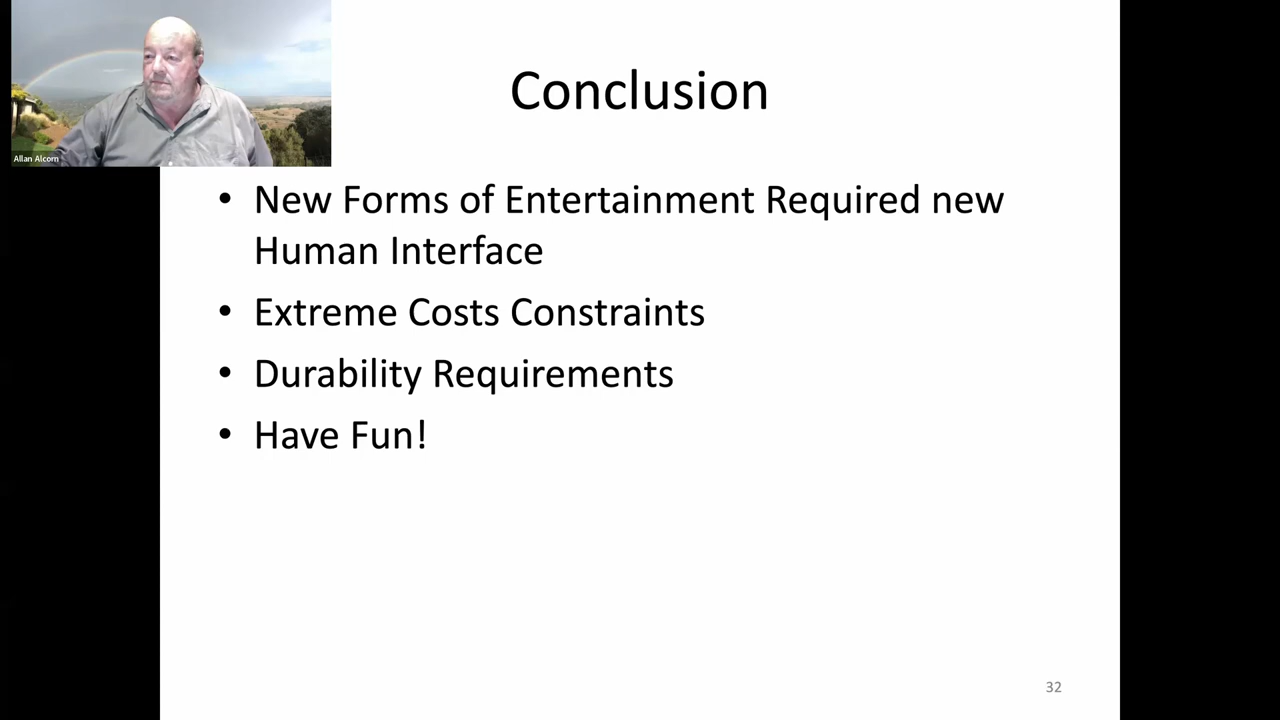 Allan Alcorn
Conclusion
• New Forms of Entertainment Required new
Human Interface
• Extreme Costs Constraints
• Durability Requirements
• Have Fun!
32